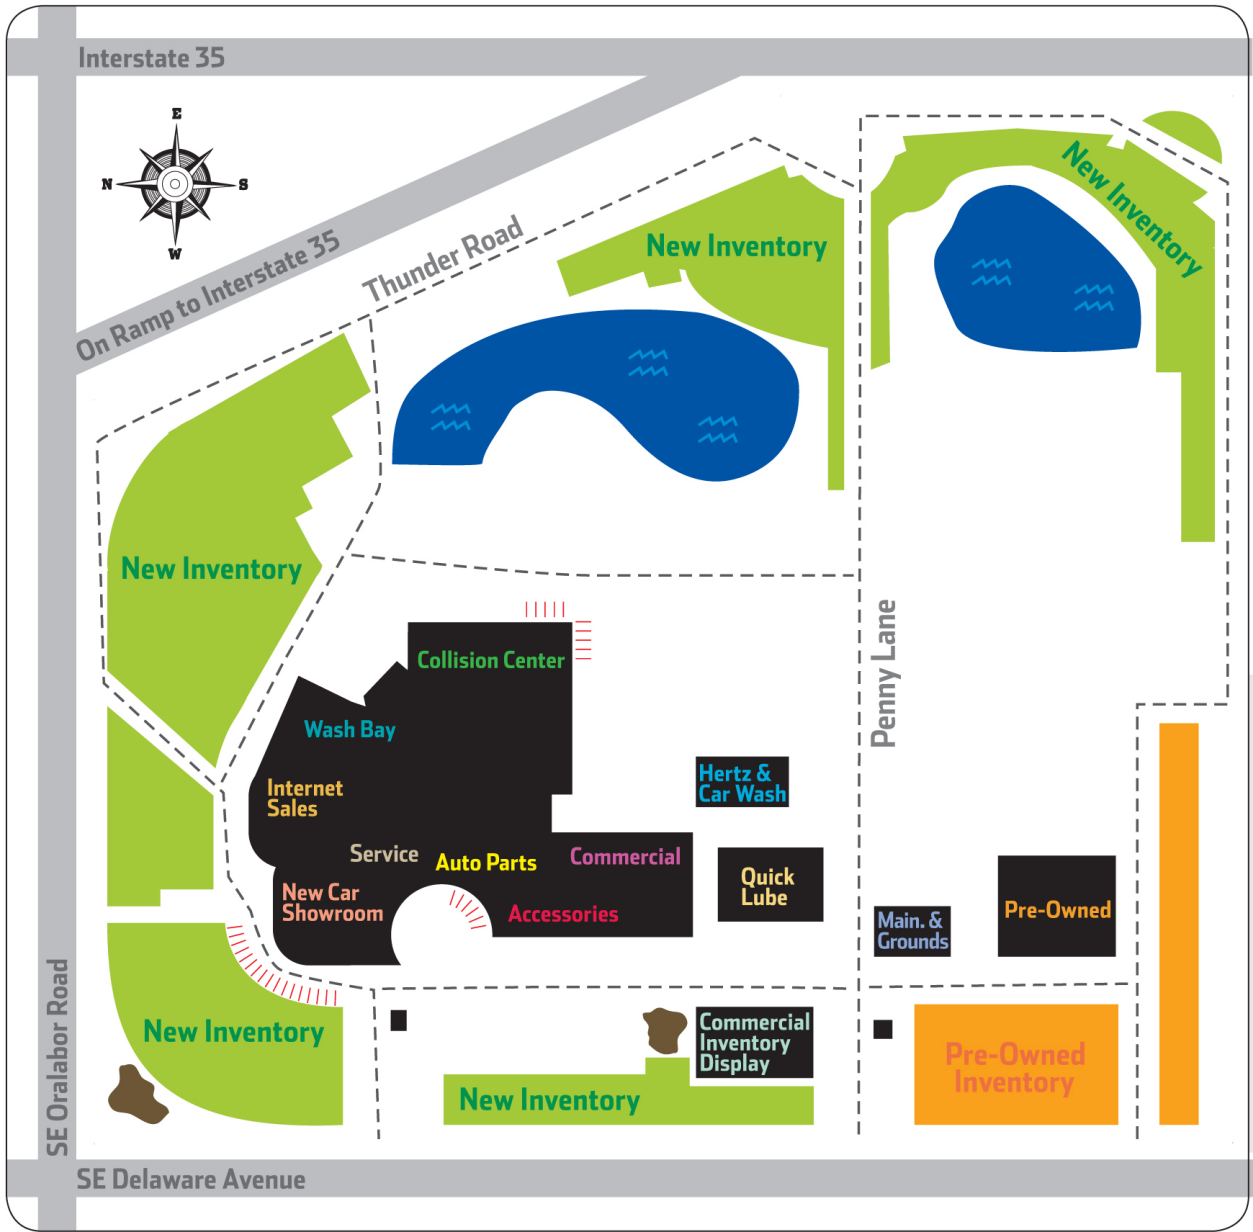 Interstate 35
E
N
S
W
On Ramp to Interstate 35
Thunder Road
New Inventory
New Inventory
New Inventory
Penny Lane
Collision Center
Wash Bay
Internet
Sales
Hertz &
Car Wash
Service
Auto Parts
Commercial
Quick
Lube
New Car
Showroom
Accessories
Main. &
Grounds
Pre-Owned
SE Oralabor Road
New Inventory
Commercial
Inventory
Display
New Inventory
Pre-Owned
Inventory
SE Delaware Avenue